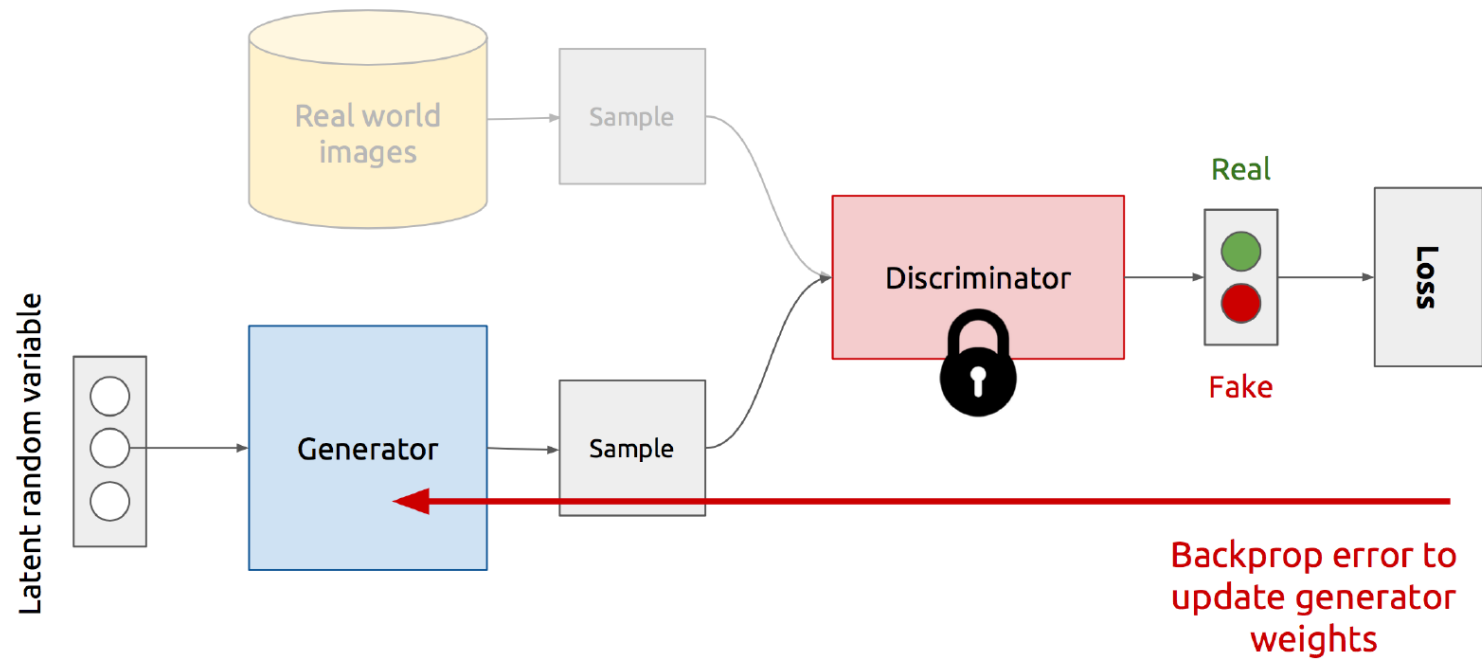 Real world
images
Sample
Real
Discriminator
Loss
Fake
Latent random variable
Generator
Sample
Backprop error to
update generator
weights